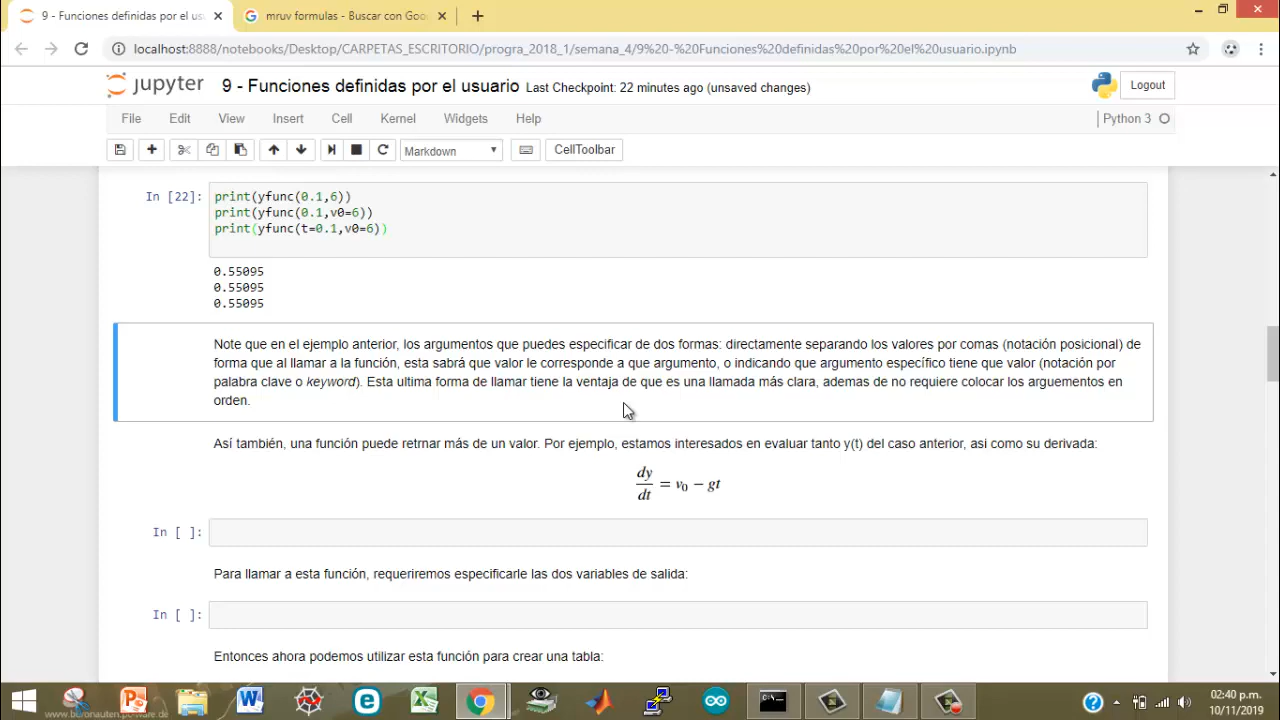 9 - Funciones definidas por el us
mruv formulas - Buscar con Goo
localhost:8888/notebooks/Desktop/CARPETAS_ESCRITORIO/progra_2018_1/semana_4/9%20-%20Funciones%20definidas%20por%20el%20usuario.ipynb
jupyter 9 - Funciones definidas por el usuario Last Checkpoint: 22 minutes ago (unsaved changes)
Logout
File Edit View Insert Cell Kernel Widgets Help
Python 3
Markdown
CellToolbar
In [22]: print(yfunc(0.1,6))
print(yfunc(0.1,v0=6))
print(yfunc(t=0.1,v0=6))
0.55095
0.55095
0.55095
Note que en el ejemplo anterior, los argumentos que puedes especificar de dos formas: directamente separando los valores por comas (notación posicional) de
forma que al llamar a la función, esta sabrá que valor le corresponde a que argumento, o indicando que argumento específico tiene que valor (notación por
palabra clave o keyword). Esta ultima forma de llamar tiene la ventaja de que es una llamada más clara, ademas de no requiere colocar los arguementos en
orden.
Así también, una función puede retrnar más de un valor. Por ejemplo, estamos interesados en evaluar tanto y(t) del caso anterior, asi como su derivada:
dy/dt = v₀ − gt
In [ ]:
Para llamar a esta función, requeriremos especificarle las dos variables de salida:
In [ ]:
Entonces ahora podemos utilizar esta función para crear una tabla:
02:40 p.m.
10/11/2019